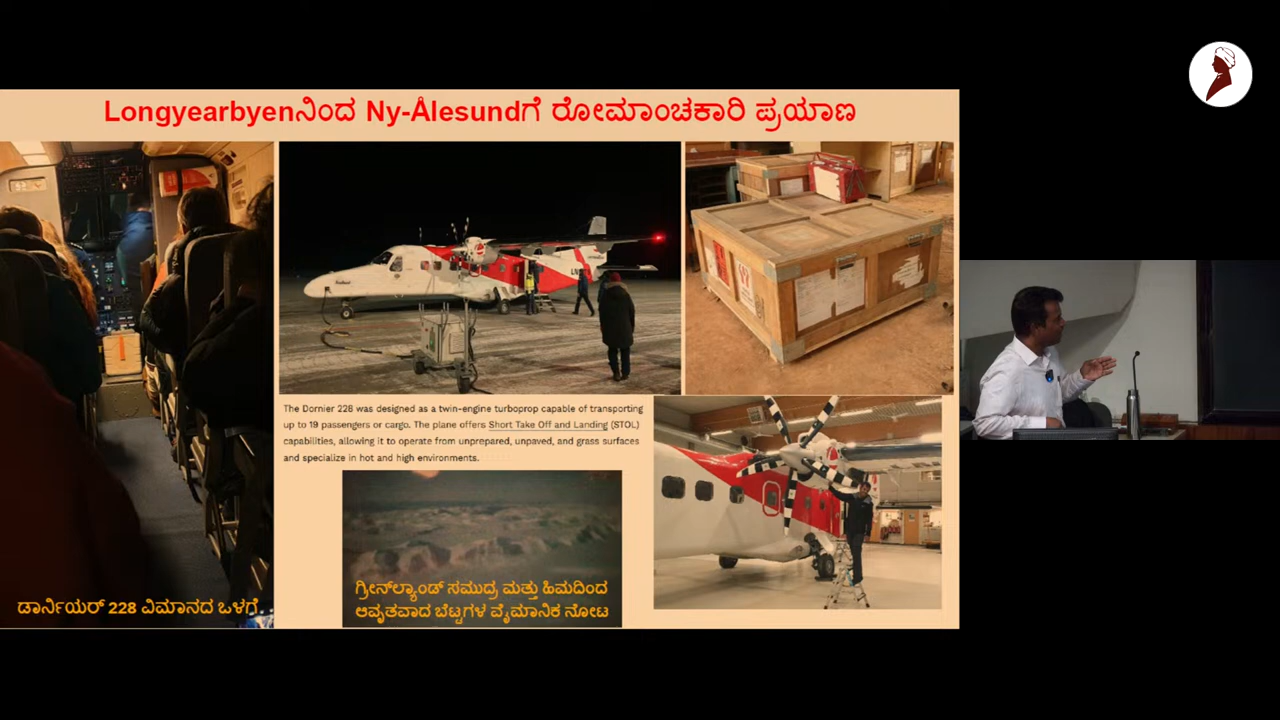 Longyearbyenನಿಂದ Ny-Ålesundಗೆ ರೋಮಾಂಚಕಾರಿ ಪ್ರಯಾಣ
The Dornier 228 was designed as a twin-engine turboprop capable of transporting
up to 19 passengers or cargo. The plane offers Short Take Off and Landing (STOL)
capabilities, allowing it to operate from unprepared, unpaved, and grass surfaces
and specialize in hot and high environments.
ಗ್ರೀನ್‌ಲ್ಯಾಂಡ್ ಸಮುದ್ರ ಮತ್ತು ಹಿಮದಿಂದ
ಆವೃತವಾದ ಬೆಟ್ಟಗಳ ವೈಮಾನಿಕ ನೋಟ
ಡಾರ್ನಿಯರ್ 228 ವಿಮಾನದ ಒಳಗೆ